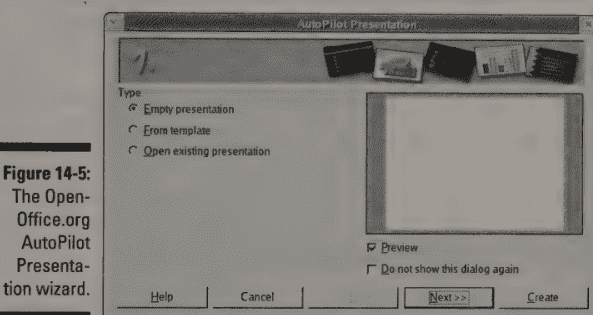 AutoPilot Presentation
1.
Type
Empty presentation
From template
Open existing presentation
Figure 14-5:
The Open-
Office.org
AutoPilot
Presenta-
tion wizard.
Preview
Do not show this dialog again
Help
Cancel
Next >>
Create